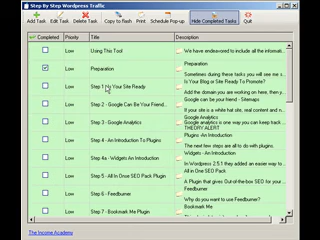 Step By Step Wordpress Traffic
Add Task Edit Task Delete Task Copy to flash Print Schedule Pop-up Hide Completed Tasks Quit
Completed Priority Title Description
Low Using This Tool We have endeavored to include all the informati
Low Preparation Preparation
Sometimes during these tasks you will see s
Low Step 1 Is Your Site Ready Is Your Blog or Site Ready To Promote?
Add the domain you are working on here, then y
Low Step 2 - Google Can Be Your Friend... Google can be your friend - Sitemaps
If your site is a white hat, relative and consta
Low Step 3 - Google Analytics Google Analytics
Google analytics is one way you can keep track
THEORY ALERT
Low Step 4 - An Introduction To Plugins Plugins -An Introduction
The next few steps are all to do with plugins
Low Step 4a - Widgets An Introduction Widgets - An Introduction
In Wordpress 2.5.1 they added an easier way to
Low Step 5 - All In Once SEO Pack Plugin All in One SEO Pack
A Plugin that gives Out-of-the-box SEO for your
Low Step 6 - Feedburner Feedburner
Why do you want to use Feedburner?
Low Step 7 - Bookmark Me Plugin Bookmark Me
The Income Academy